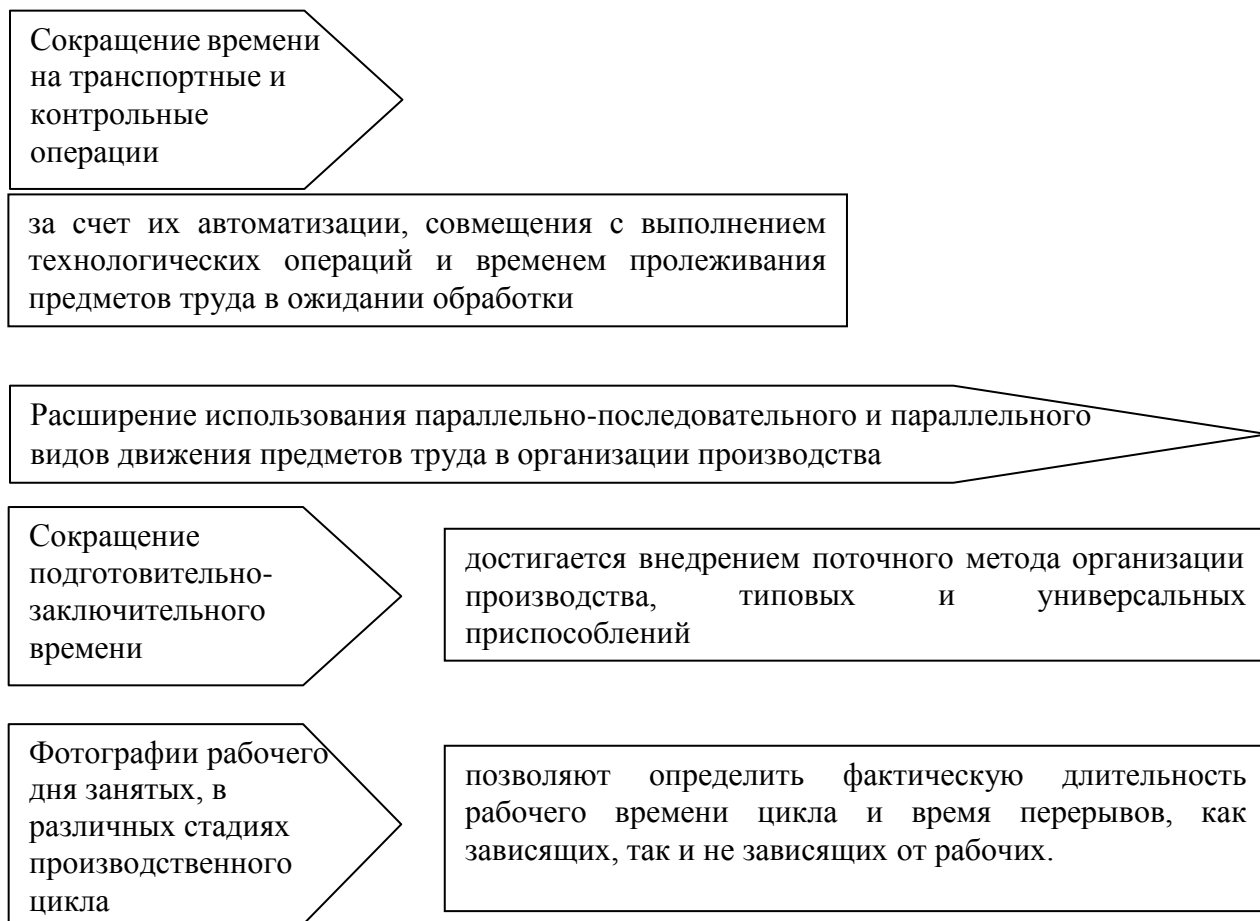 Сокращение времени
на транспортные и
контрольные
операции
за счет их автоматизации, совмещения с выполнением
технологических операций и временем пролеживания
предметов труда в ожидании обработки
Расширение использования параллельно-последовательного и параллельного
видов движения предметов труда в организации производства
Сокращение
подготовительно-
заключительного
времени
достигается внедрением поточного метода организации
производства, типовых и универсальных
приспособлений
Фотографии рабочего
дня занятых, в
различных стадиях
производственного
цикла
позволяют определить фактическую длительность
рабочего времени цикла и время перерывов, как
зависящих, так и не зависящих от рабочих.